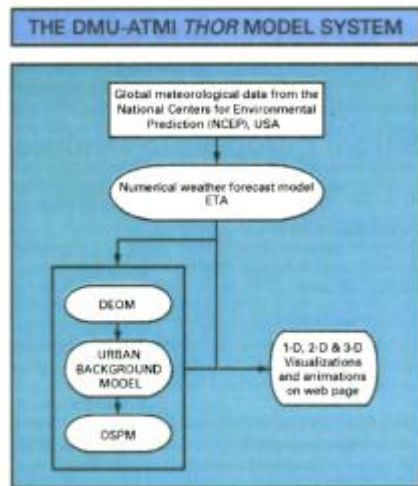 THE DMU-ATMI THOR MODEL SYSTEM
Global meteorological data from the
National Centers for Environmental
Prediction (NCEP), USA
Numerical weather forecast model
ETA
DEOM
URBAN
BACKGROUND
MODEL
OSPM
1-D, 2-D & 3-D
Visualizations
and animations
on web page